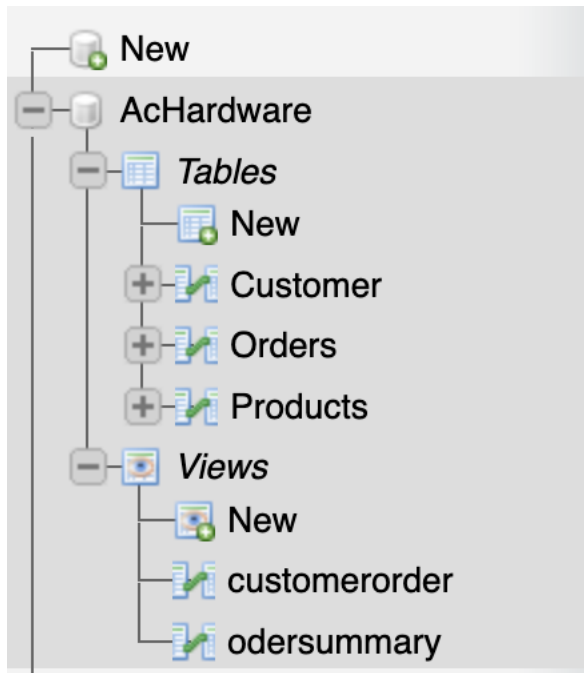 New
AcHardware
Tables
New
Customer
Orders
Products
Views
New
customerorder
odersummary